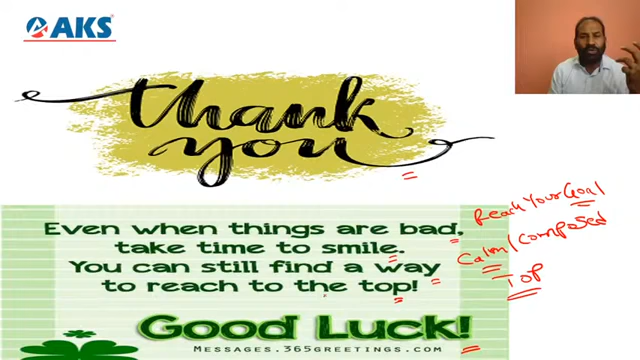 AKS
thank
you
Even when things are bad,
take time to smile.
You can still find a way
to reach to the top!
Good Luck!
Messages.365greetings.com
Reach Your Goal
Calm/Composed
Top